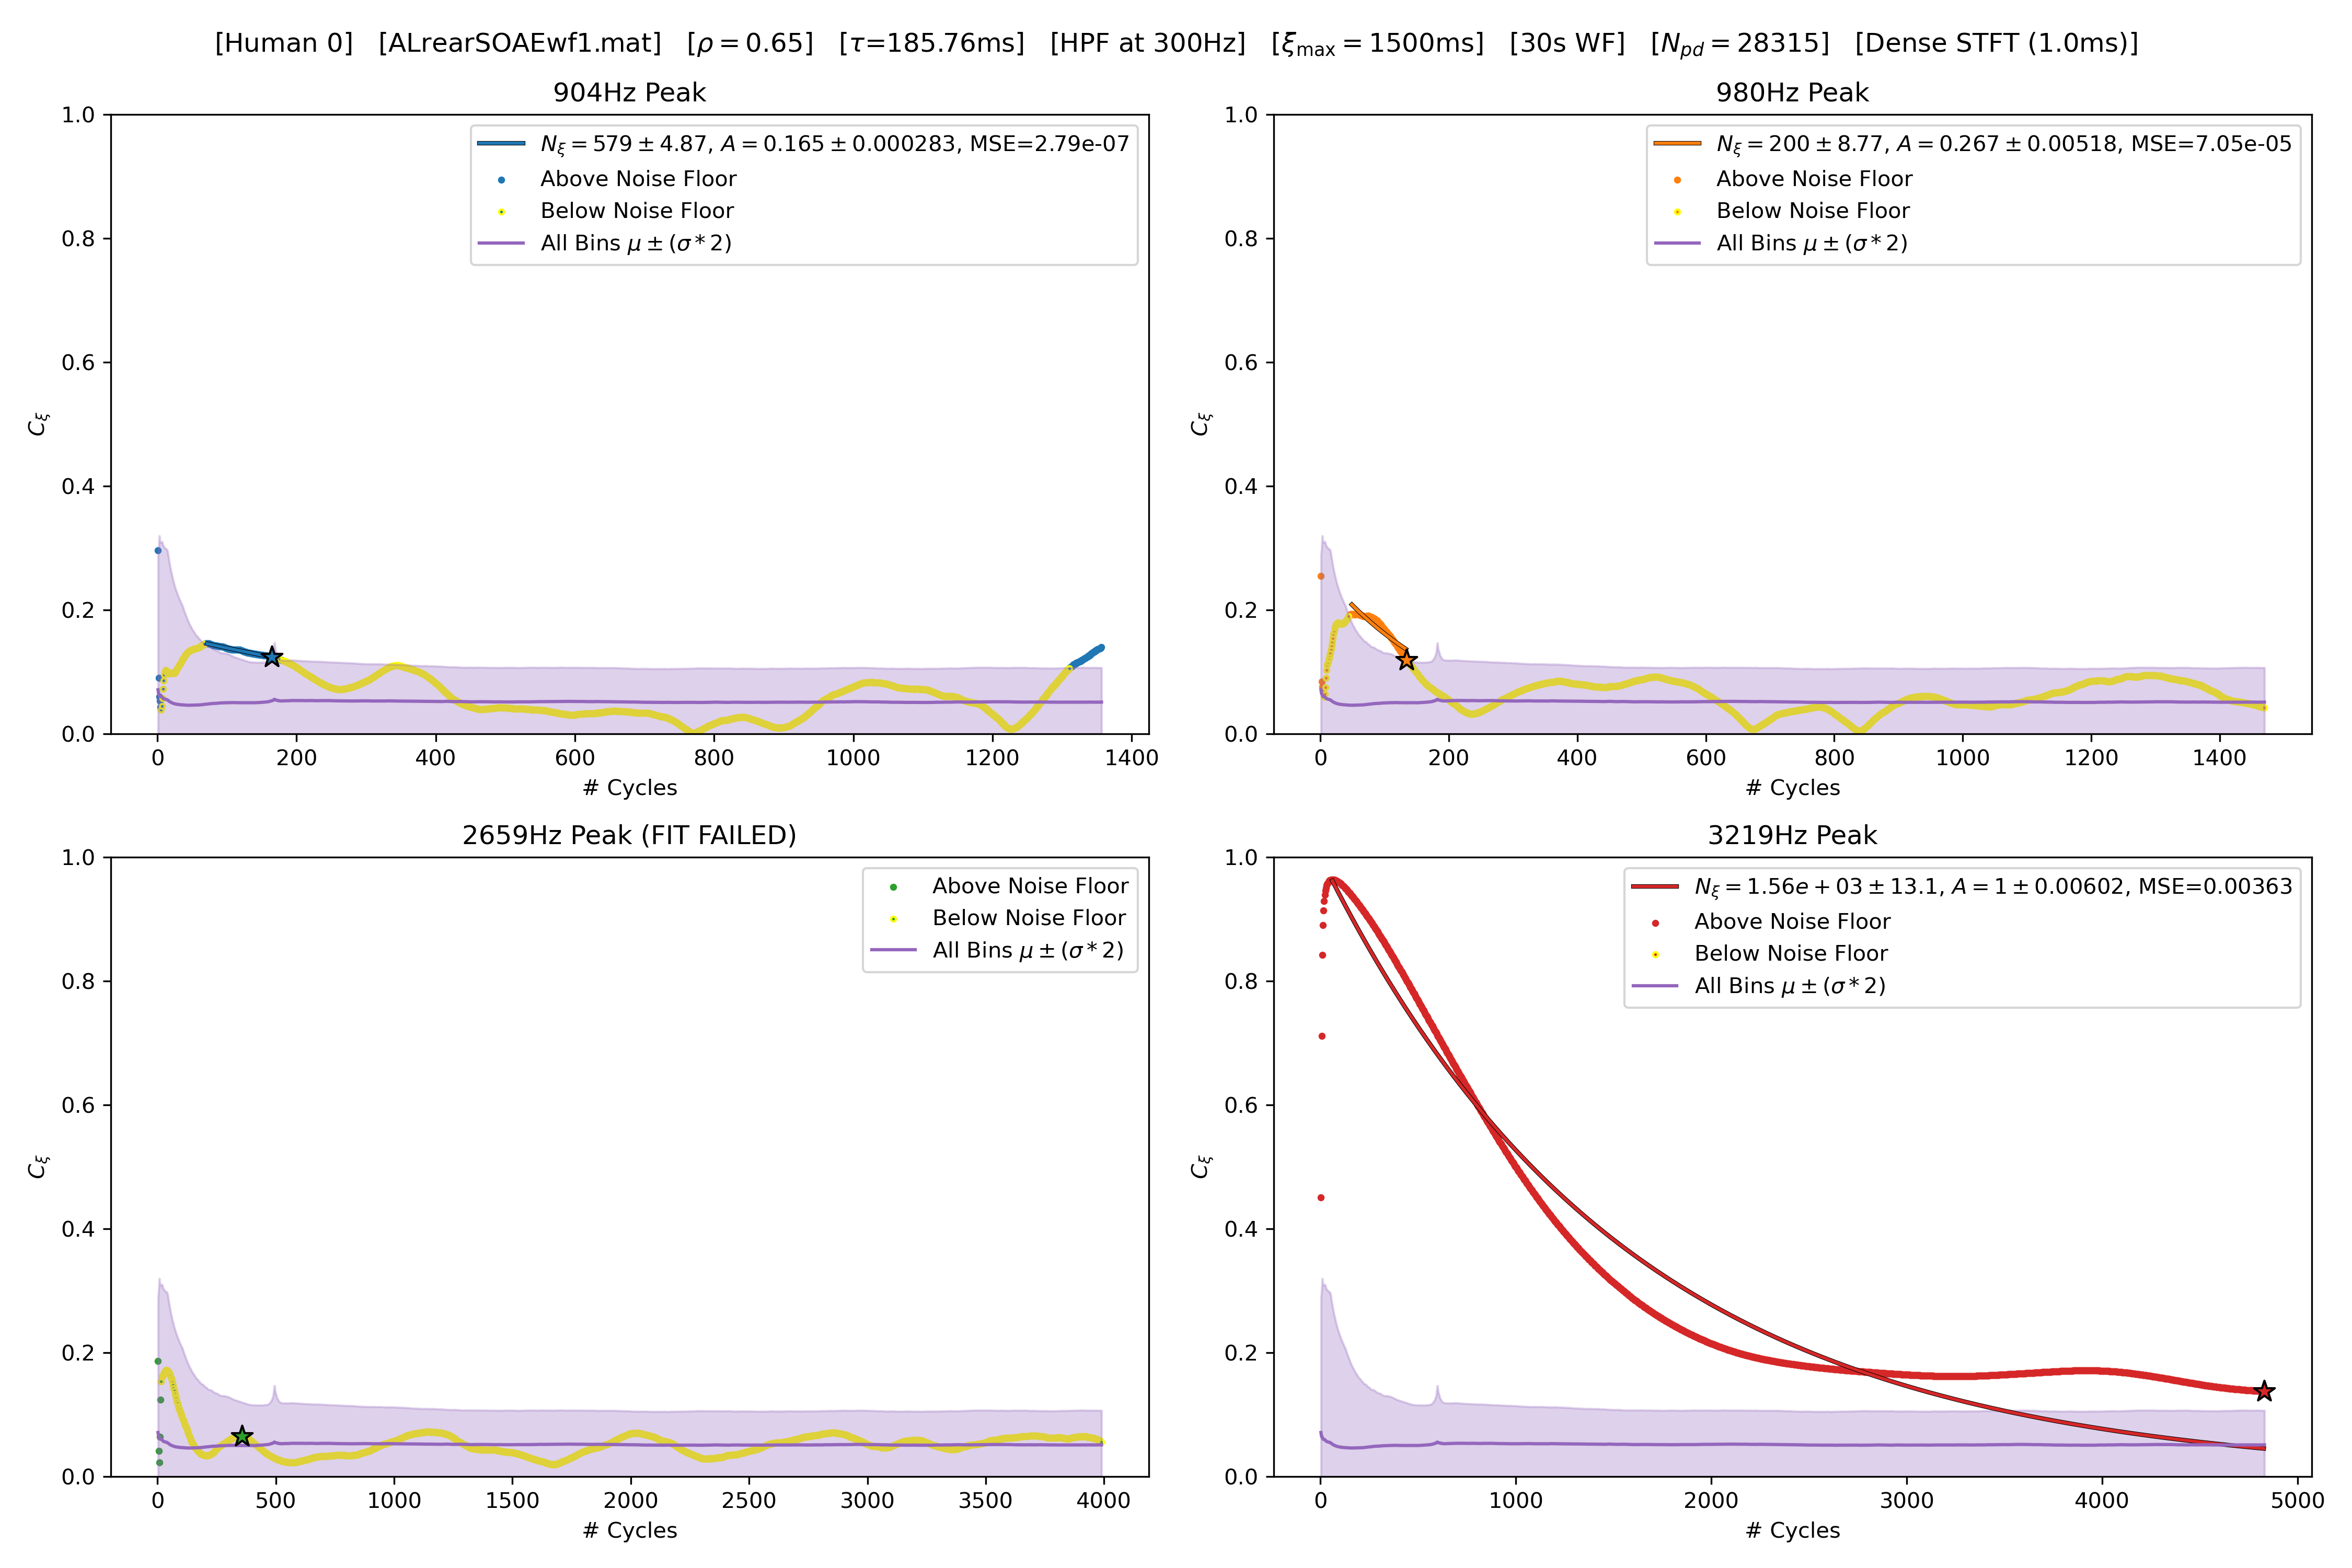 [Human 0] [ALrearSOAEwf1.mat] [ρ = 0.65] [τ=185.76ms] [HPF at 300Hz] [ξmax = 1500ms] [30s WF] [Npd = 28315] [Dense STFT (1.0ms)]
904Hz Peak
Nξ = 579 ± 4.87, A = 0.165 ± 0.000283, MSE=2.79e-07
Above Noise Floor
Below Noise Floor
All Bins μ ± (σ * 2)
1.0
0.8
0.6
0.4
0.2
0.0
Cξ
0 200 400 600 800 1000 1200 1400
# Cycles
980Hz Peak
Nξ = 200 ± 8.77, A = 0.267 ± 0.00518, MSE=7.05e-05
Above Noise Floor
Below Noise Floor
All Bins μ ± (σ * 2)
1.0
0.8
0.6
0.4
0.2
0.0
Cξ
0 200 400 600 800 1000 1200 1400
# Cycles
2659Hz Peak (FIT FAILED)
Above Noise Floor
Below Noise Floor
All Bins μ ± (σ * 2)
1.0
0.8
0.6
0.4
0.2
0.0
Cξ
0 500 1000 1500 2000 2500 3000 3500 4000
# Cycles
3219Hz Peak
Nξ = 1.56e + 03 ± 13.1, A = 1 ± 0.00602, MSE=0.00363
Above Noise Floor
Below Noise Floor
All Bins μ ± (σ * 2)
1.0
0.8
0.6
0.4
0.2
0.0
Cξ
0 1000 2000 3000 4000 5000
# Cycles